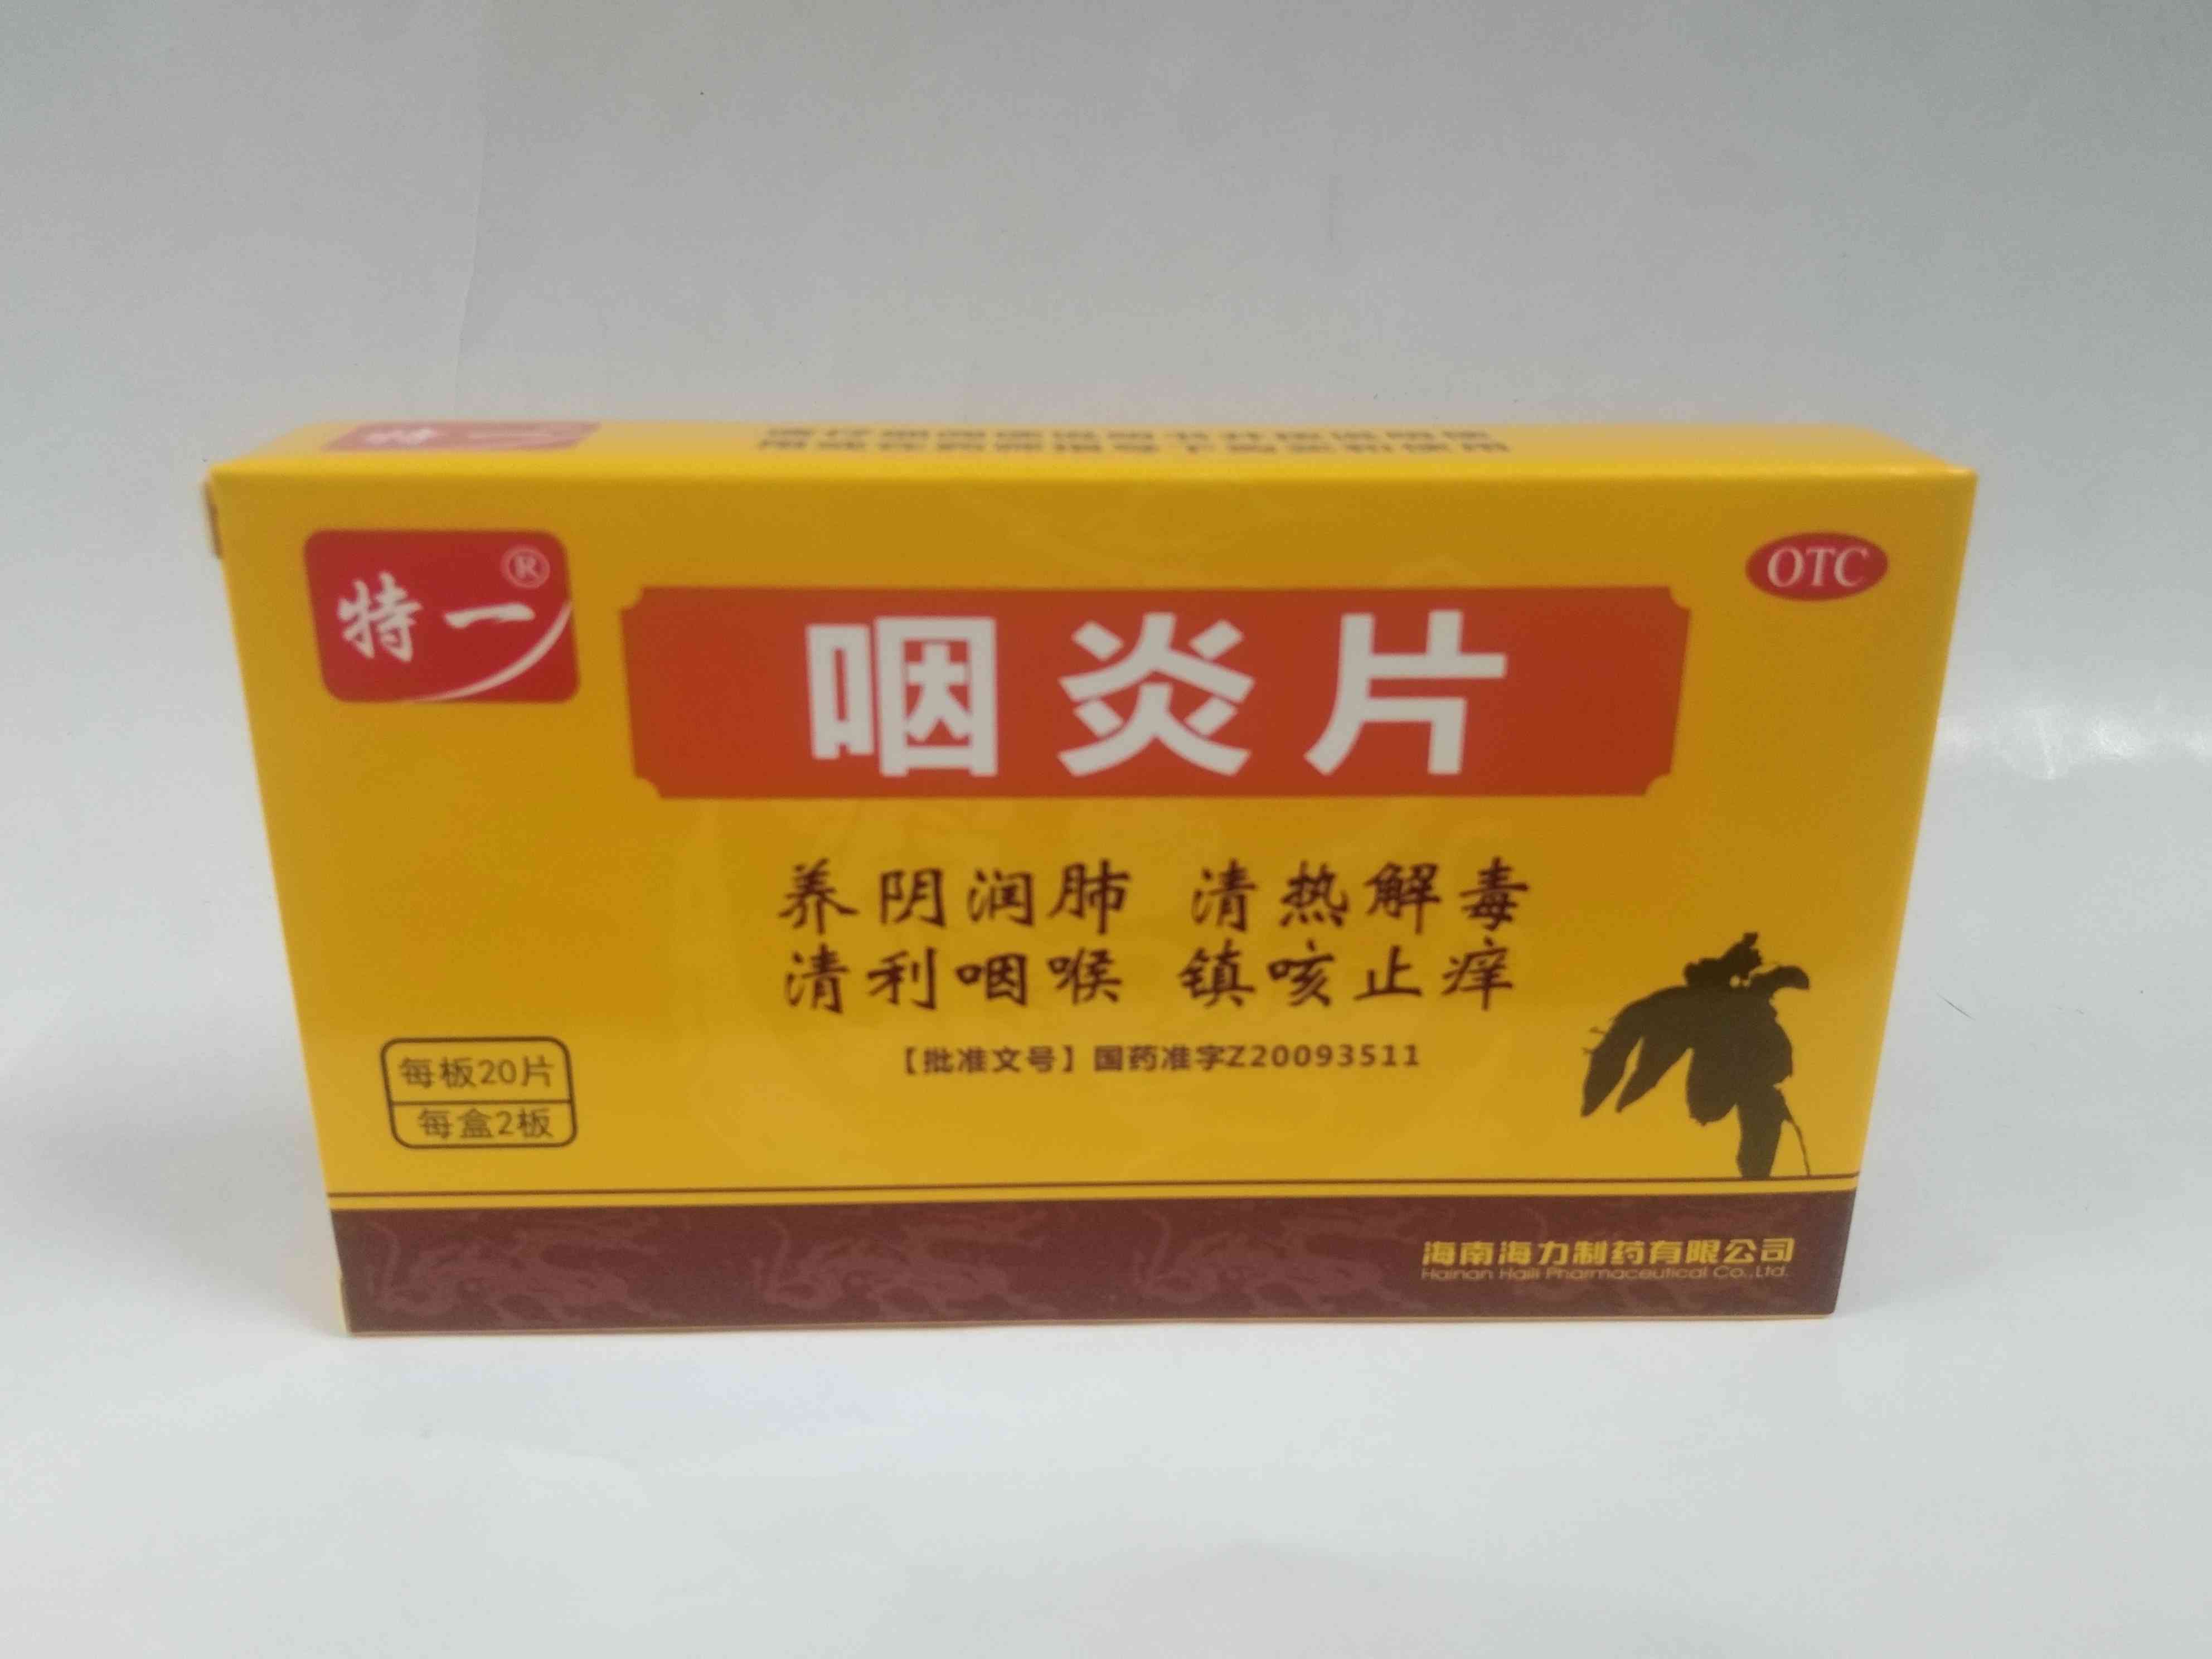 特一
特一®
OTC
咽炎片
养阴润肺 清热解毒
清利咽喉 镇咳止痒
【批准文号】国药准字Z20093511
每板20片
每盒2板
海南海力制药有限公司
Hainan Haili Pharmaceutical Co.,Ltd.